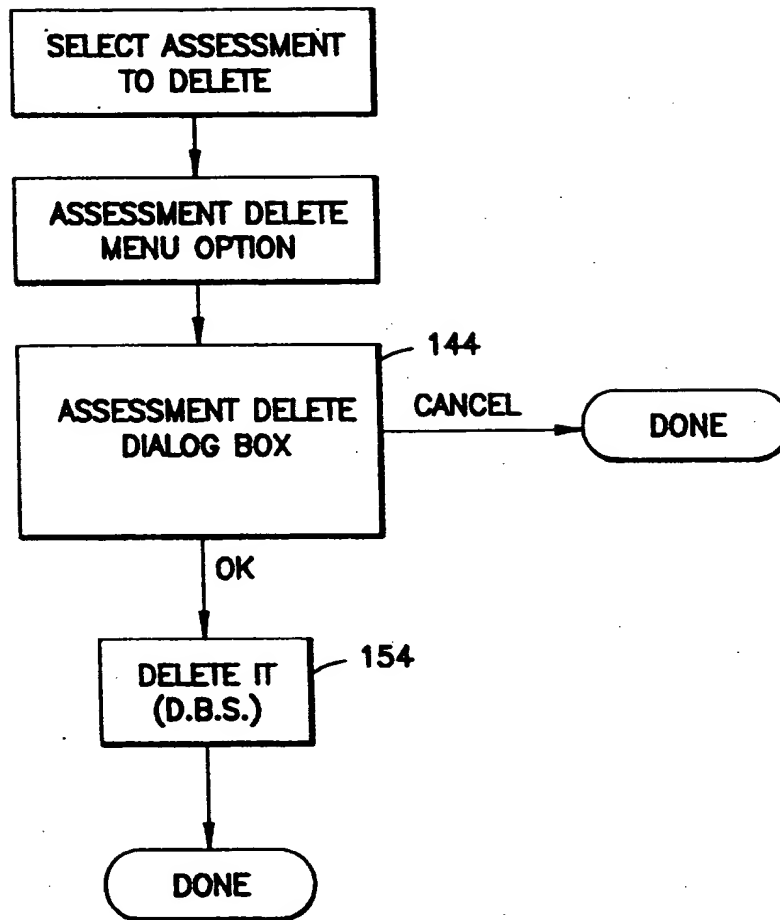 SELECT ASSESSMENT
TO DELETE
ASSESSMENT DELETE
MENU OPTION
144
ASSESSMENT DELETE
DIALOG BOX
CANCEL
DONE
OK
154
DELETE IT
(D.B.S.)
DONE